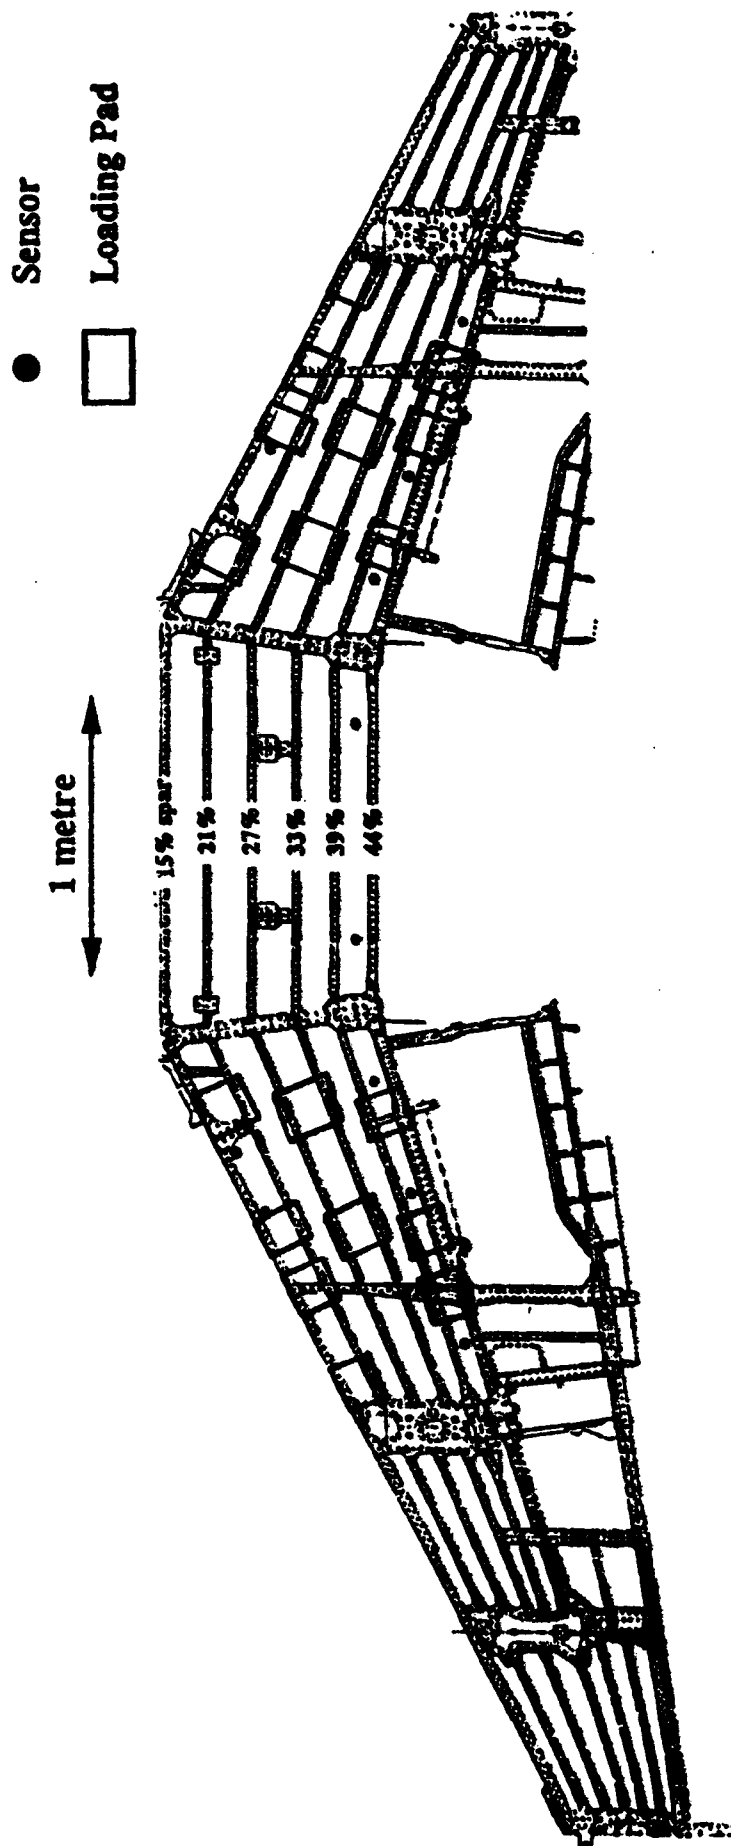 Sensor
Loading Pad
1 metre
15% spar
21%
27%
33%
39%
44%